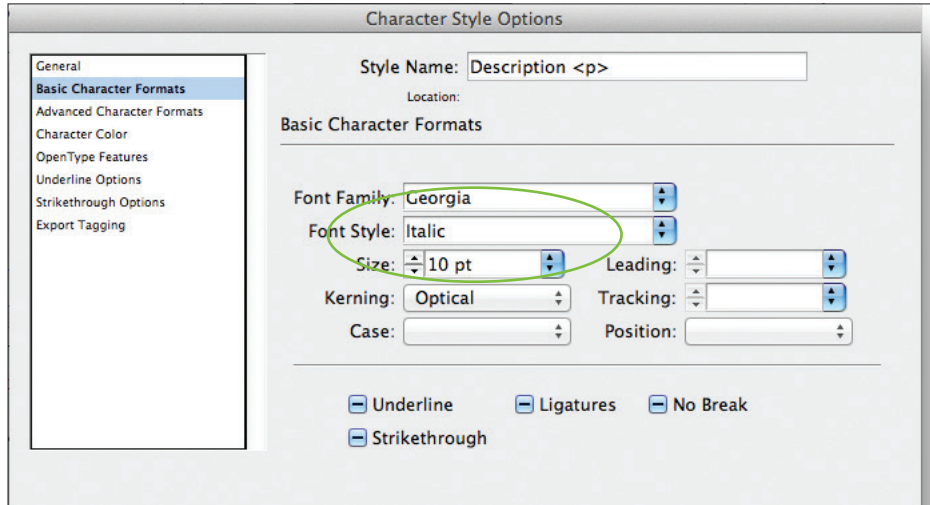 Character Style Options
General
Basic Character Formats
Advanced Character Formats
Character Color
OpenType Features
Underline Options
Strikethrough Options
Export Tagging
Style Name: Description <p>
Location:
Basic Character Formats
Font Family: Georgia
Font Style: Italic
Size: 10 pt Leading:
Kerning: Optical Tracking:
Case: Position:
Underline Ligatures No Break
Strikethrough